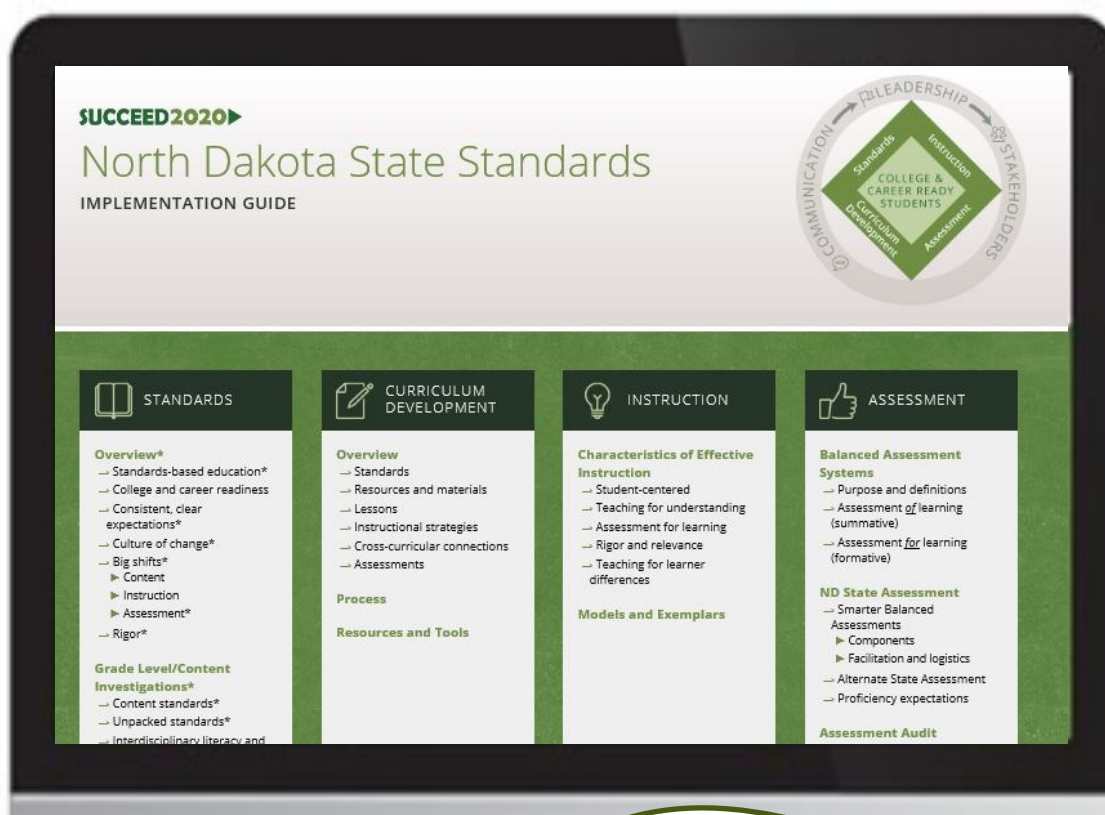 SUCCEED2020
North Dakota State Standards
IMPLEMENTATION GUIDE
COMMUNICATION
LEADERSHIP
STAKEHOLDERS
Standards
Instruction
COLLEGE &
CAREER READY
STUDENTS
Curriculum
Development
Assessment
STANDARDS
Overview*
Standards-based education*
College and career readiness
Consistent, clear
expectations*
Culture of change*
Big shifts*
Content
Instruction
Assessment*
Rigor*
Grade Level/Content
Investigations*
Content standards*
Unpacked standards*
Interdisciplinary literacy and
CURRICULUM
DEVELOPMENT
Overview
Standards
Resources and materials
Lessons
Instructional strategies
Cross-curricular connections
Assessments
Process
Resources and Tools
INSTRUCTION
Characteristics of Effective
Instruction
Student-centered
Teaching for understanding
Assessment for learning
Rigor and relevance
Teaching for learner
differences
Models and Exemplars
ASSESSMENT
Balanced Assessment
Systems
Purpose and definitions
Assessment of learning
(summative)
Assessment for learning
(formative)
ND State Assessment
Smarter Balanced
Assessments
Components
Facilitation and logistics
Alternate State Assessment
Proficiency expectations
Assessment Audit